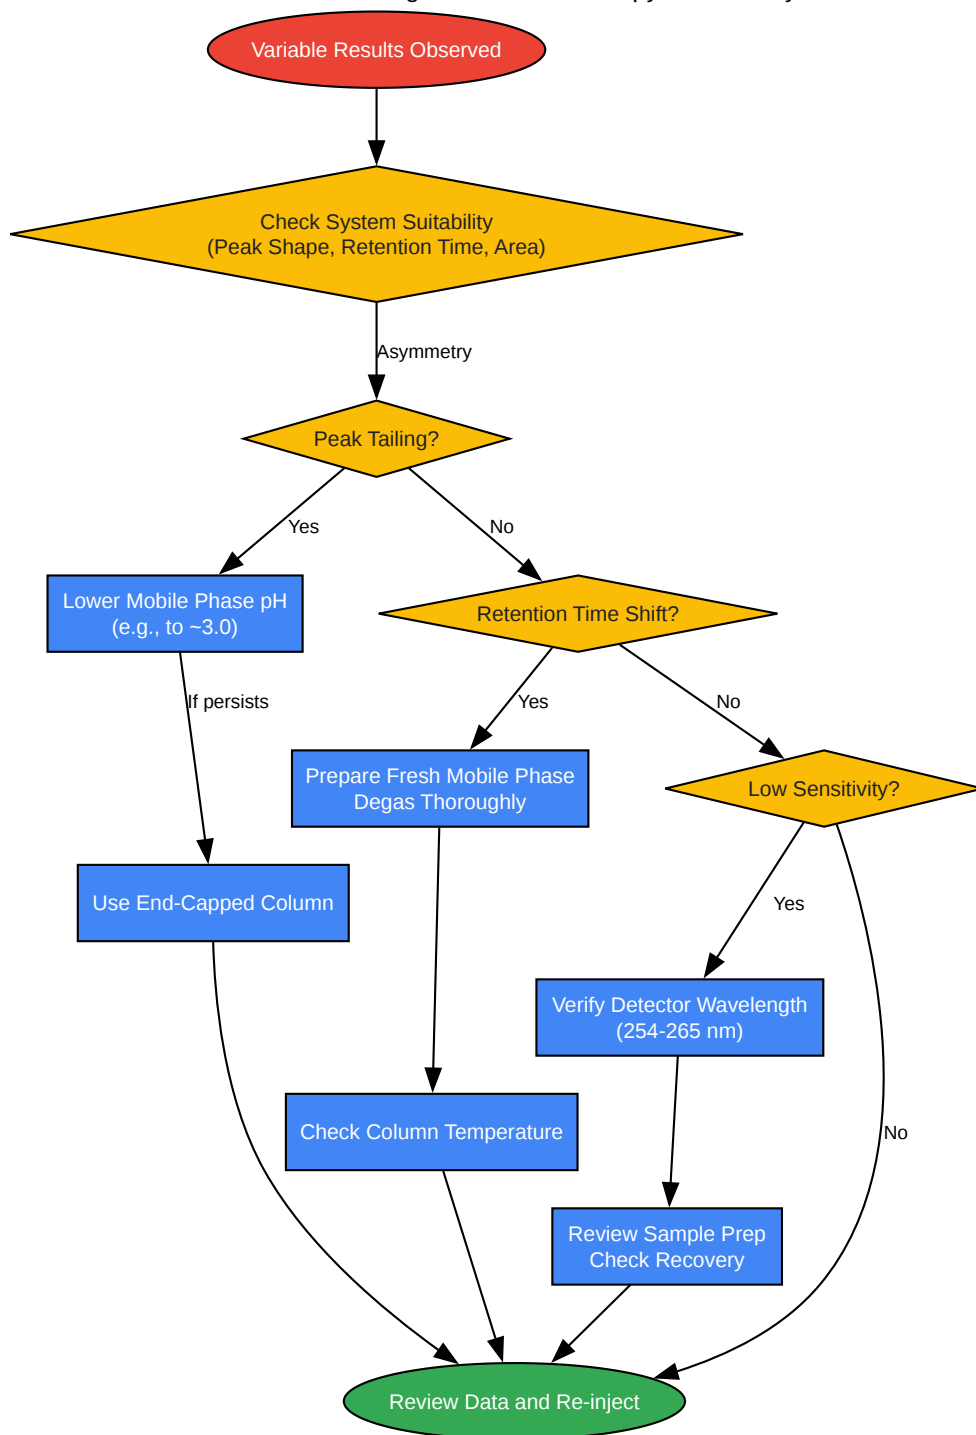 Variable Results Observed
Check System Suitability
(Peak Shape, Retention Time, Area)
Asymmetry
Peak Tailing?
Yes
No
Lower Mobile Phase pH
(e.g., to ~3.0)
Retention Time Shift?
If persists
Yes
No
Prepare Fresh Mobile Phase
Degas Thoroughly
Low Sensitivity?
Use End-Capped Column
Yes
Verify Detector Wavelength
(254-265 nm)
Check Column Temperature
No
Review Sample Prep
Check Recovery
Review Data and Re-inject